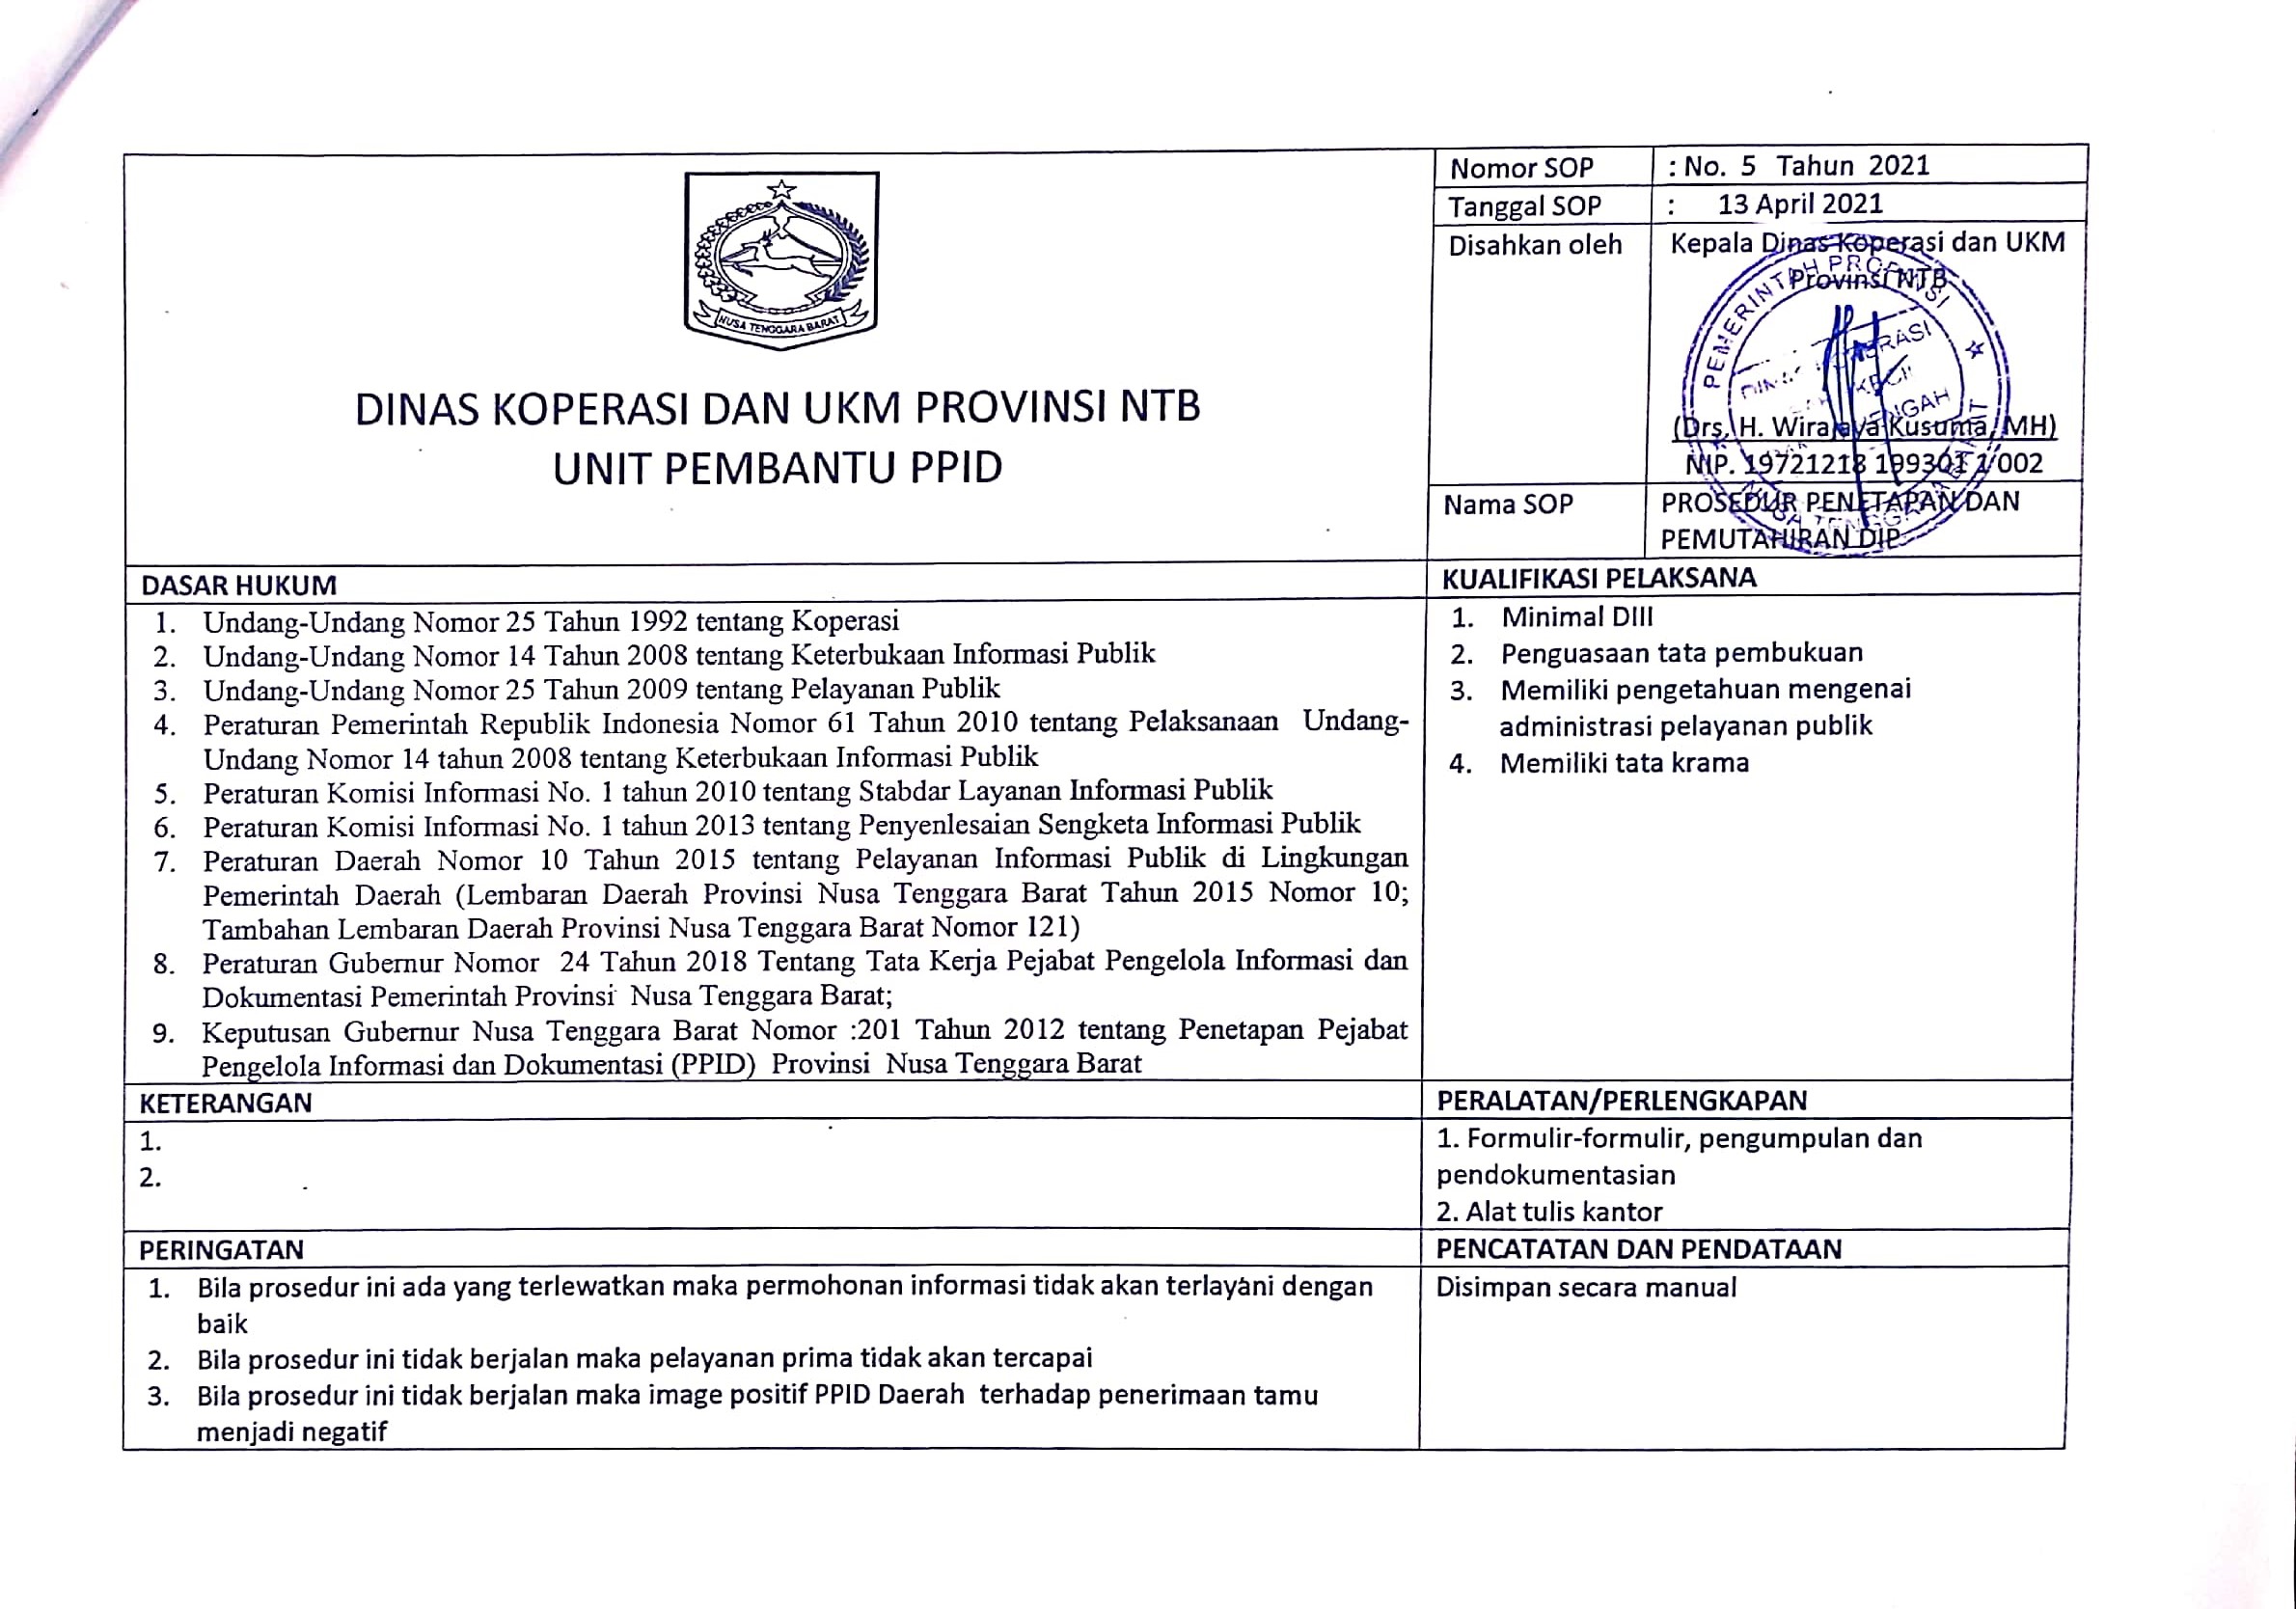 NUSA TENGGARA BARAT
DINAS KOPERASI DAN UKM PROVINSI NTB
UNIT PEMBANTU PPID
Nomor SOP : No. 5 Tahun 2021
Tanggal SOP : 13 April 2021
Disahkan oleh Kepala Dinas Koperasi dan UKM
Provinsi NTB
PEMERINTAH PROVINSI
NUSA TENGGARA BARAT
(Drs. H. Wirajaya Kusuma, MH)
NIP. 19721218 199301 1 002
Nama SOP PROSEDUR PENETAPAN DAN
PEMUTAHIRAN DIP
DASAR HUKUM
1. Undang-Undang Nomor 25 Tahun 1992 tentang Koperasi
2. Undang-Undang Nomor 14 Tahun 2008 tentang Keterbukaan Informasi Publik
3. Undang-Undang Nomor 25 Tahun 2009 tentang Pelayanan Publik
4. Peraturan Pemerintah Republik Indonesia Nomor 61 Tahun 2010 tentang Pelaksanaan Undang-
Undang Nomor 14 tahun 2008 tentang Keterbukaan Informasi Publik
5. Peraturan Komisi Informasi No. 1 tahun 2010 tentang Stabdar Layanan Informasi Publik
6. Peraturan Komisi Informasi No. 1 tahun 2013 tentang Penyenlesaian Sengketa Informasi Publik
7. Peraturan Daerah Nomor 10 Tahun 2015 tentang Pelayanan Informasi Publik di Lingkungan
Pemerintah Daerah (Lembaran Daerah Provinsi Nusa Tenggara Barat Tahun 2015 Nomor 10;
Tambahan Lembaran Daerah Provinsi Nusa Tenggara Barat Nomor 121)
8. Peraturan Gubernur Nomor 24 Tahun 2018 Tentang Tata Kerja Pejabat Pengelola Informasi dan
Dokumentasi Pemerintah Provinsi Nusa Tenggara Barat;
9. Keputusan Gubernur Nusa Tenggara Barat Nomor :201 Tahun 2012 tentang Penetapan Pejabat
Pengelola Informasi dan Dokumentasi (PPID) Provinsi Nusa Tenggara Barat
KUALIFIKASI PELAKSANA
1. Minimal DIII
2. Penguasaan tata pembukuan
3. Memiliki pengetahuan mengenai
administrasi pelayanan publik
4. Memiliki tata krama
KETERANGAN
1.
2.
PERALATAN/PERLENGKAPAN
1. Formulir-formulir, pengumpulan dan
pendokumentasian
2. Alat tulis kantor
PERINGATAN
1. Bila prosedur ini ada yang terlewatkan maka permohonan informasi tidak akan terlayani dengan
baik
2. Bila prosedur ini tidak berjalan maka pelayanan prima tidak akan tercapai
3. Bila prosedur ini tidak berjalan maka image positif PPID Daerah terhadap penerimaan tamu
menjadi negatif
PENCATATAN DAN PENDATAAN
Disimpan secara manual